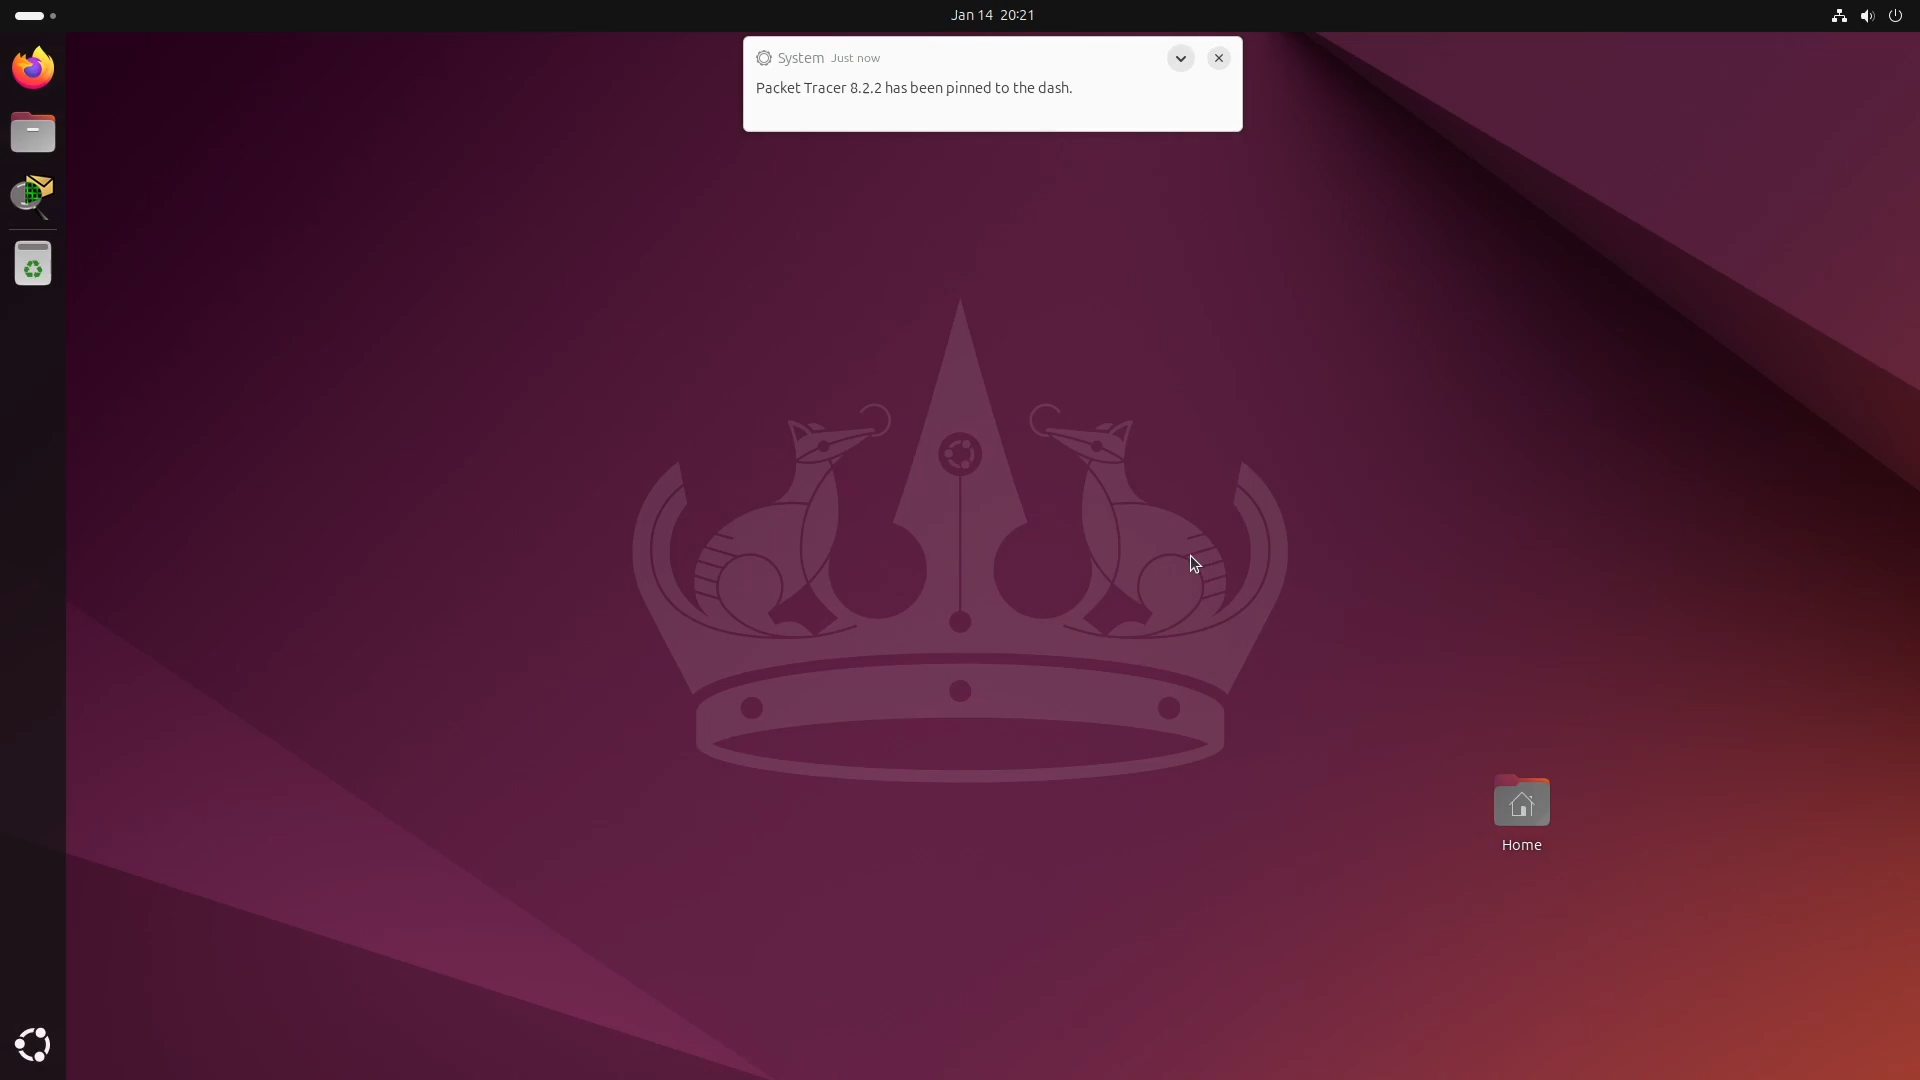 Jan 14 20:21
System Just now
Packet Tracer 8.2.2 has been pinned to the dash.
Home